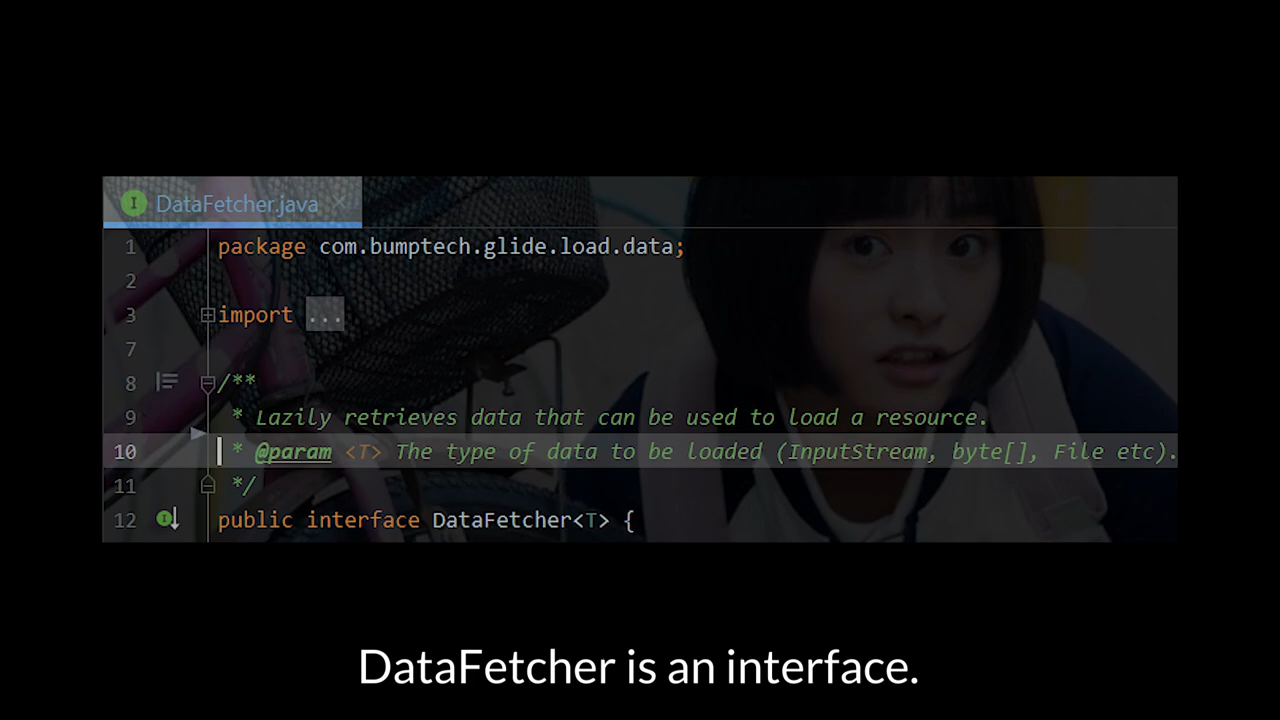 DataFetcher.java
1 package com.bumptech.glide.load.data;
2
3 import ...
7
8 /**
9 * Lazily retrieves data that can be used to load a resource.
10 * @param <T> The type of data to be loaded (InputStream, byte[], File etc).
11 */
12 public interface DataFetcher<T> {
DataFetcher is an interface.